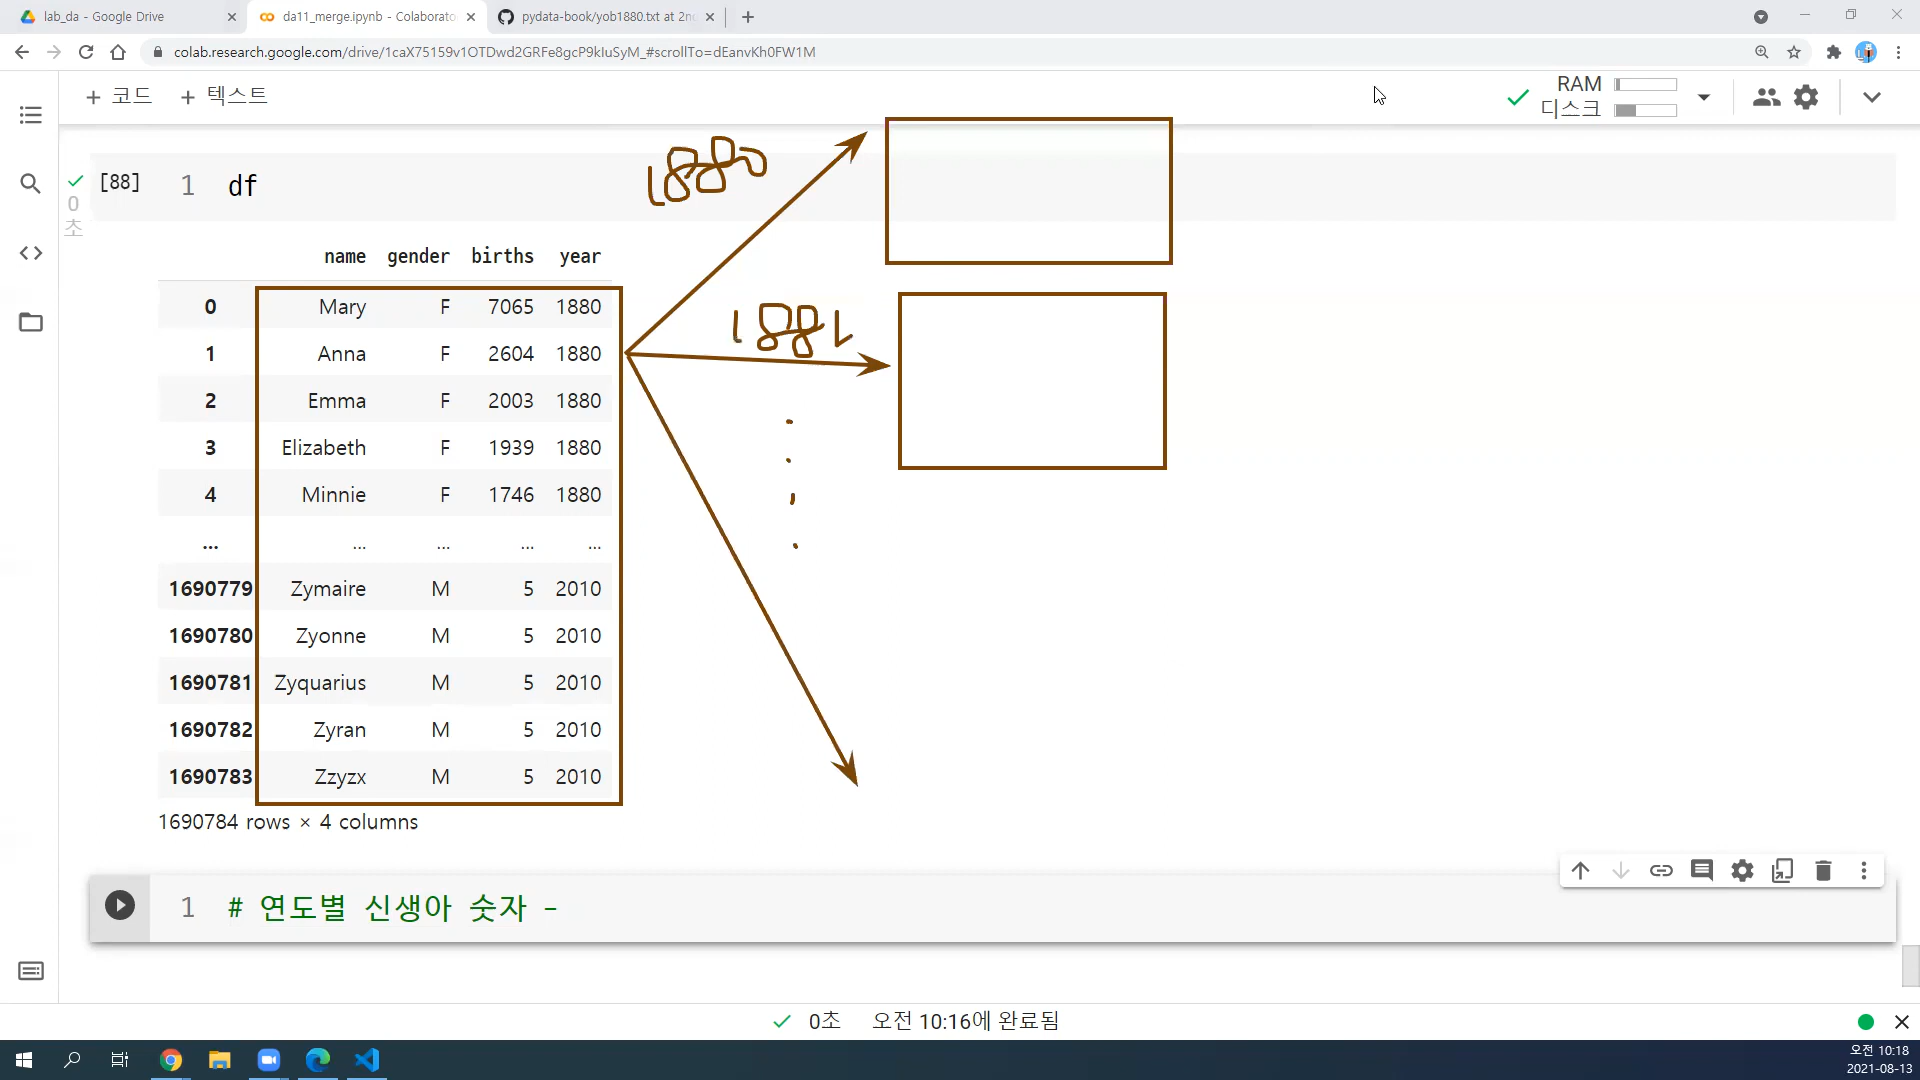 lab_da - Google Drive
da11_merge.ipynb - Colaborato
pydata-book/yob1880.txt at 2n
colab.research.google.com/drive/1caX75159v1OTDwd2GRFe8gcP9kIuSyM_#scrollTo=dEanvKh0FW1M
+ 코드 + 텍스트
RAM
디스크
[88] 1 df
0
초
1880
name gender births year
0 Mary F 7065 1880
1 Anna F 2604 1880
2 Emma F 2003 1880
3 Elizabeth F 1939 1880
4 Minnie F 1746 1880
... ... ... ... ...
1690779 Zymaire M 5 2010
1690780 Zyonne M 5 2010
1690781 Zyquarius M 5 2010
1690782 Zyran M 5 2010
1690783 Zzyzx M 5 2010
1881
1690784 rows × 4 columns
1 # 연도별 신생아 숫자 -
0초 오전 10:16에 완료됨
오전 10:18
2021-08-13